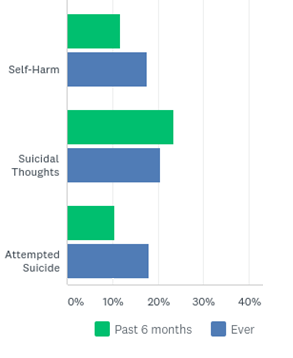 Self-Harm
Suicidal
Thoughts
Attempted
Suicide
0% 10% 20% 30% 40%
Past 6 months Ever